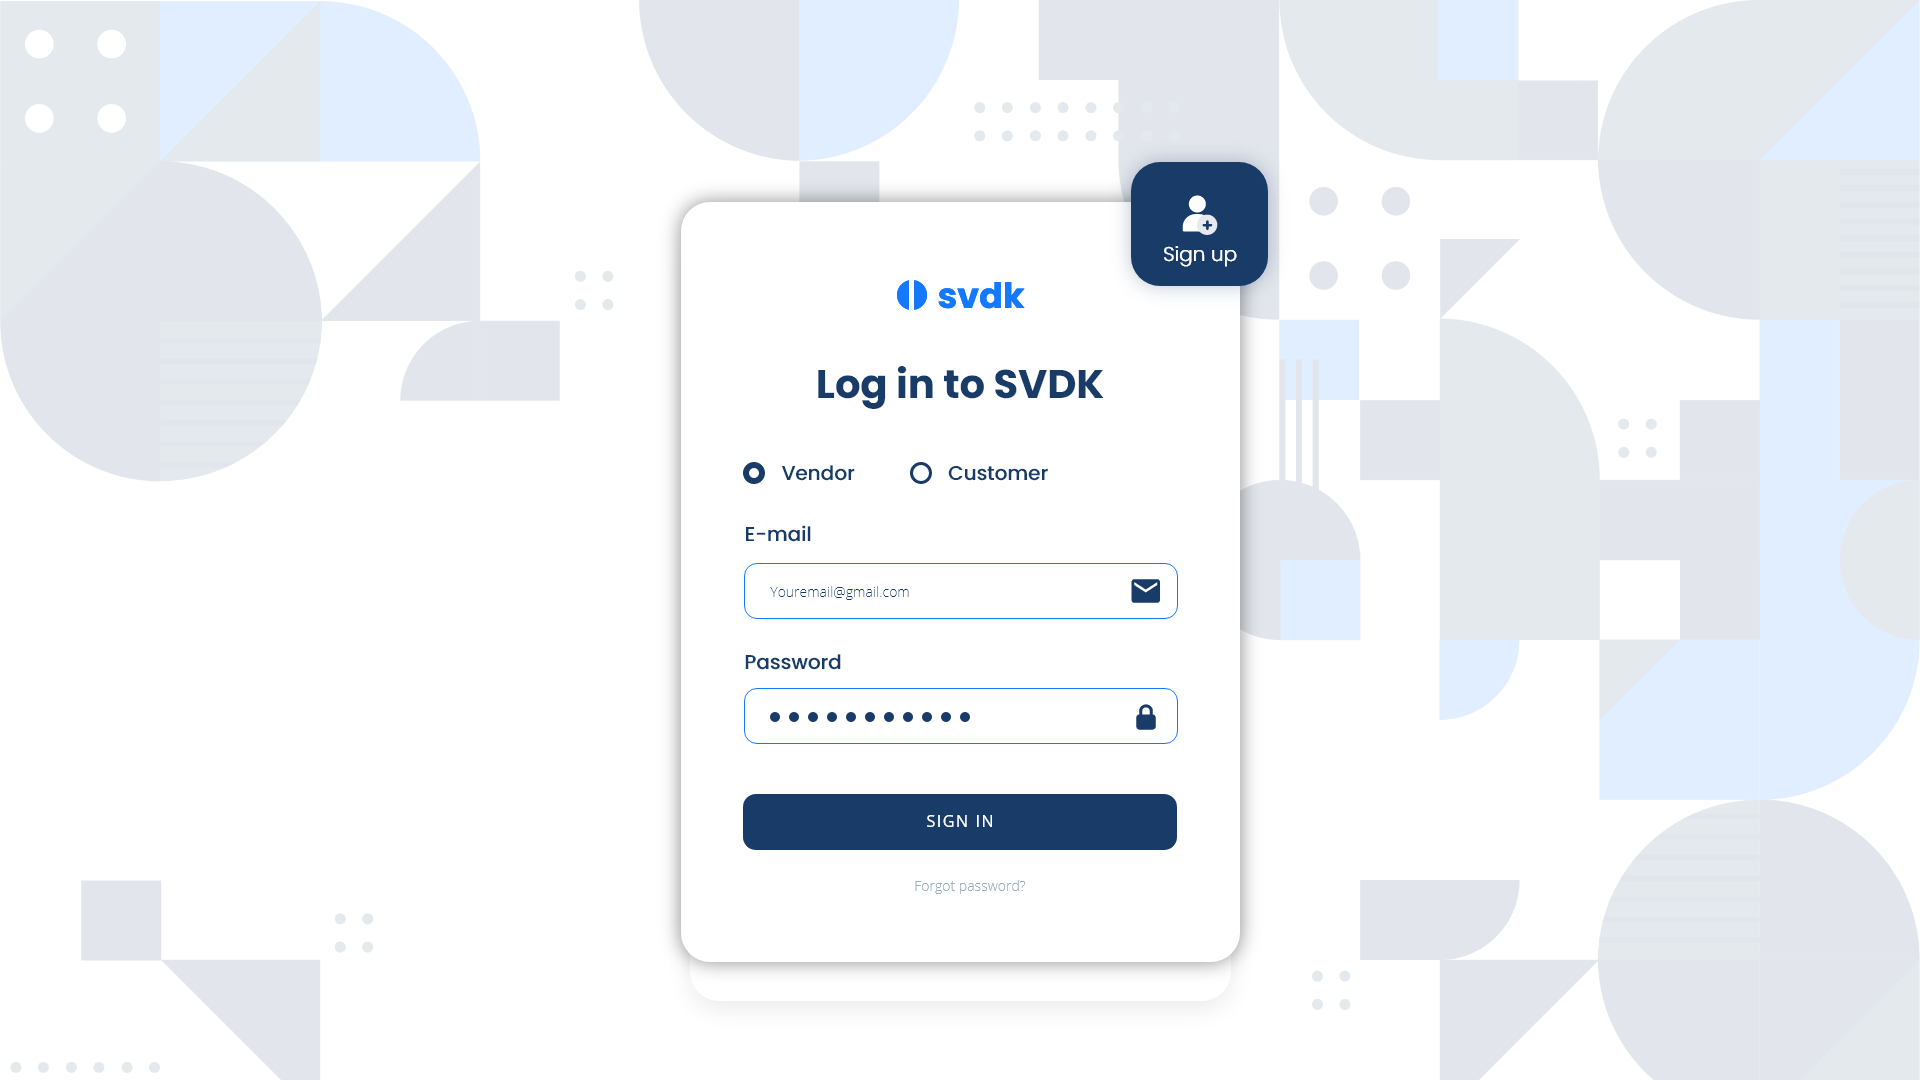 Sign up
svdk
Log in to SVDK
Vendor
Customer
E-mail
Youremail@gmail.com
Password
SIGN IN
Forgot password?